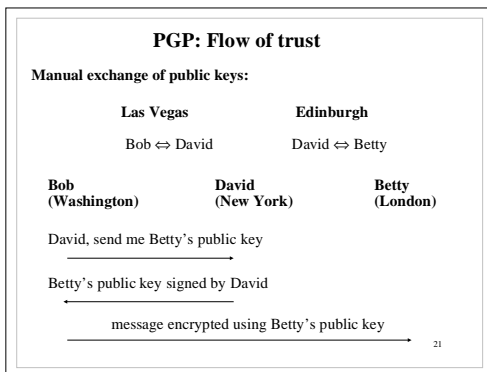 PGP: Flow of trust
Manual exchange of public keys:
Las Vegas Edinburgh
Bob ⇔ David David ⇔ Betty
Bob David Betty
(Washington) (New York) (London)
David, send me Betty's public key
Betty's public key signed by David
message encrypted using Betty's public key
21